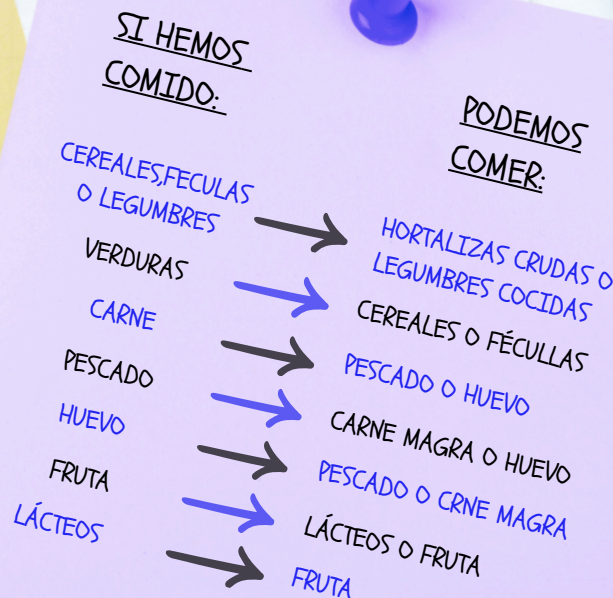 SI HEMOS
COMIDO:
PODEMOS
COMER:
CEREALES,FECULAS
O LEGUMBRES
HORTALIZAS CRUDAS O
LEGUMBRES COCIDAS
VERDURAS
CEREALES O FÉCULLAS
CARNE
PESCADO O HUEVO
PESCADO
CARNE MAGRA O HUEVO
HUEVO
PESCADO O CRNE MAGRA
FRUTA
LÁCTEOS O FRUTA
LÁCTEOS
FRUTA